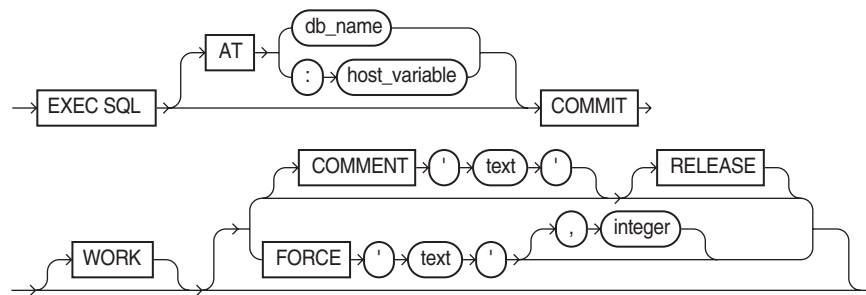 db_name
AT
: host_variable
EXEC SQL COMMIT
COMMENT ' text ' RELEASE
, integer
WORK FORCE ' text '